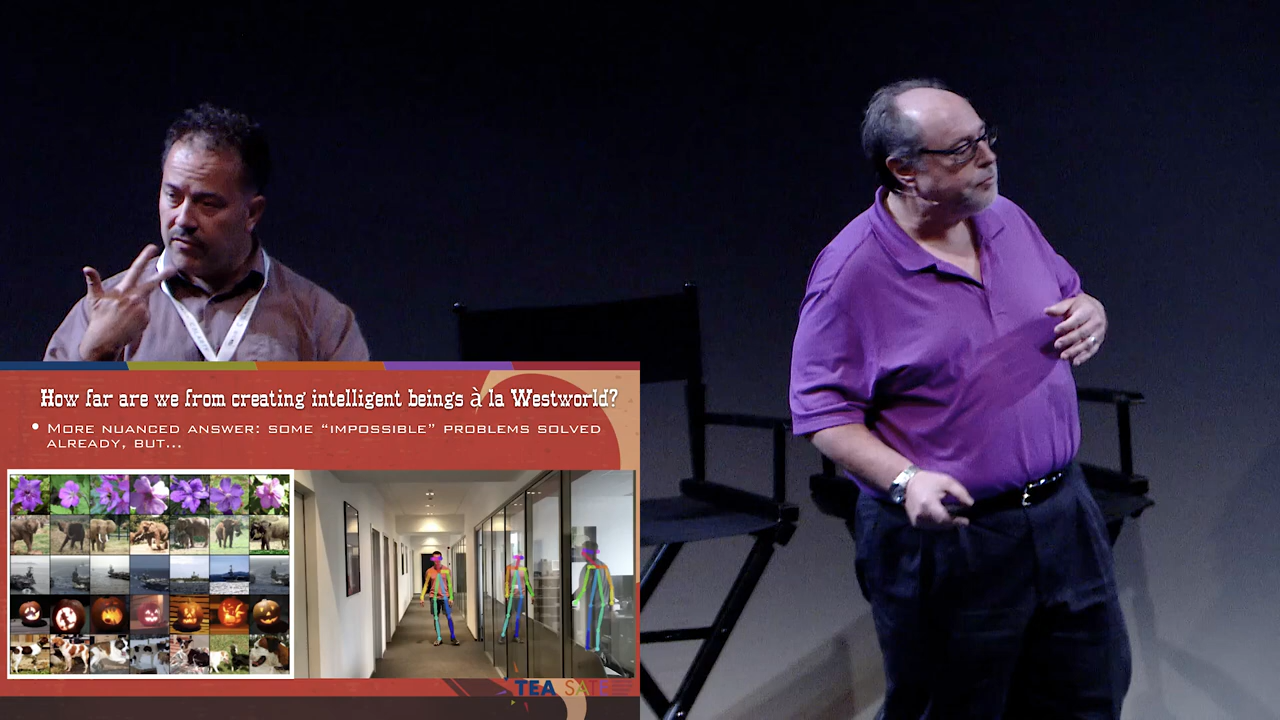 How far are we from creating intelligent beings à la Westworld?
• MORE NUANCED ANSWER: SOME “IMPOSSIBLE” PROBLEMS SOLVED
ALREADY, BUT...
TEA SATE